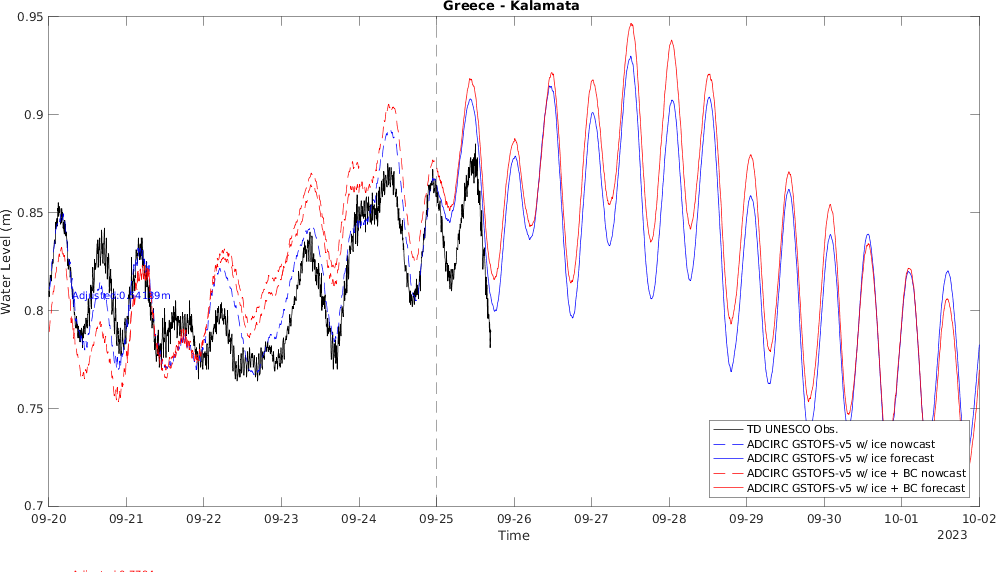 Greece - Kalamata
Water Level (m)
0.95
0.9
0.85
0.8
0.75
0.7
TD UNESCO Obs.
ADCIRC GSTOFS-v5 w/ ice nowcast
ADCIRC GSTOFS-v5 w/ ice forecast
ADCIRC GSTOFS-v5 w/ ice + BC nowcast
ADCIRC GSTOFS-v5 w/ ice + BC forecast
09-20 09-21 09-22 09-23 09-24 09-25 09-26 09-27 09-28 09-29 09-30 10-01 10-02
Time
2023